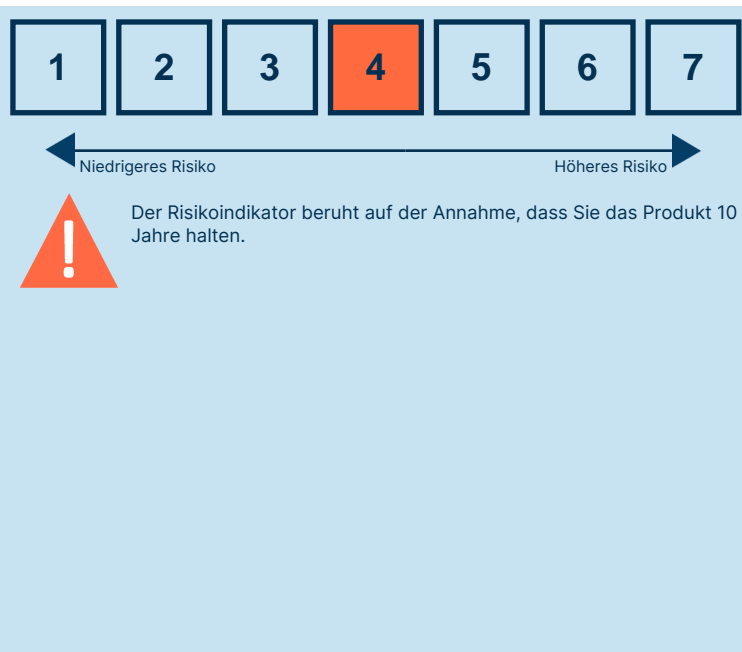 1 2 3 4 5 6 7
Niedrigeres Risiko Höheres Risiko
Der Risikoindikator beruht auf der Annahme, dass Sie das Produkt 10
Jahre halten.